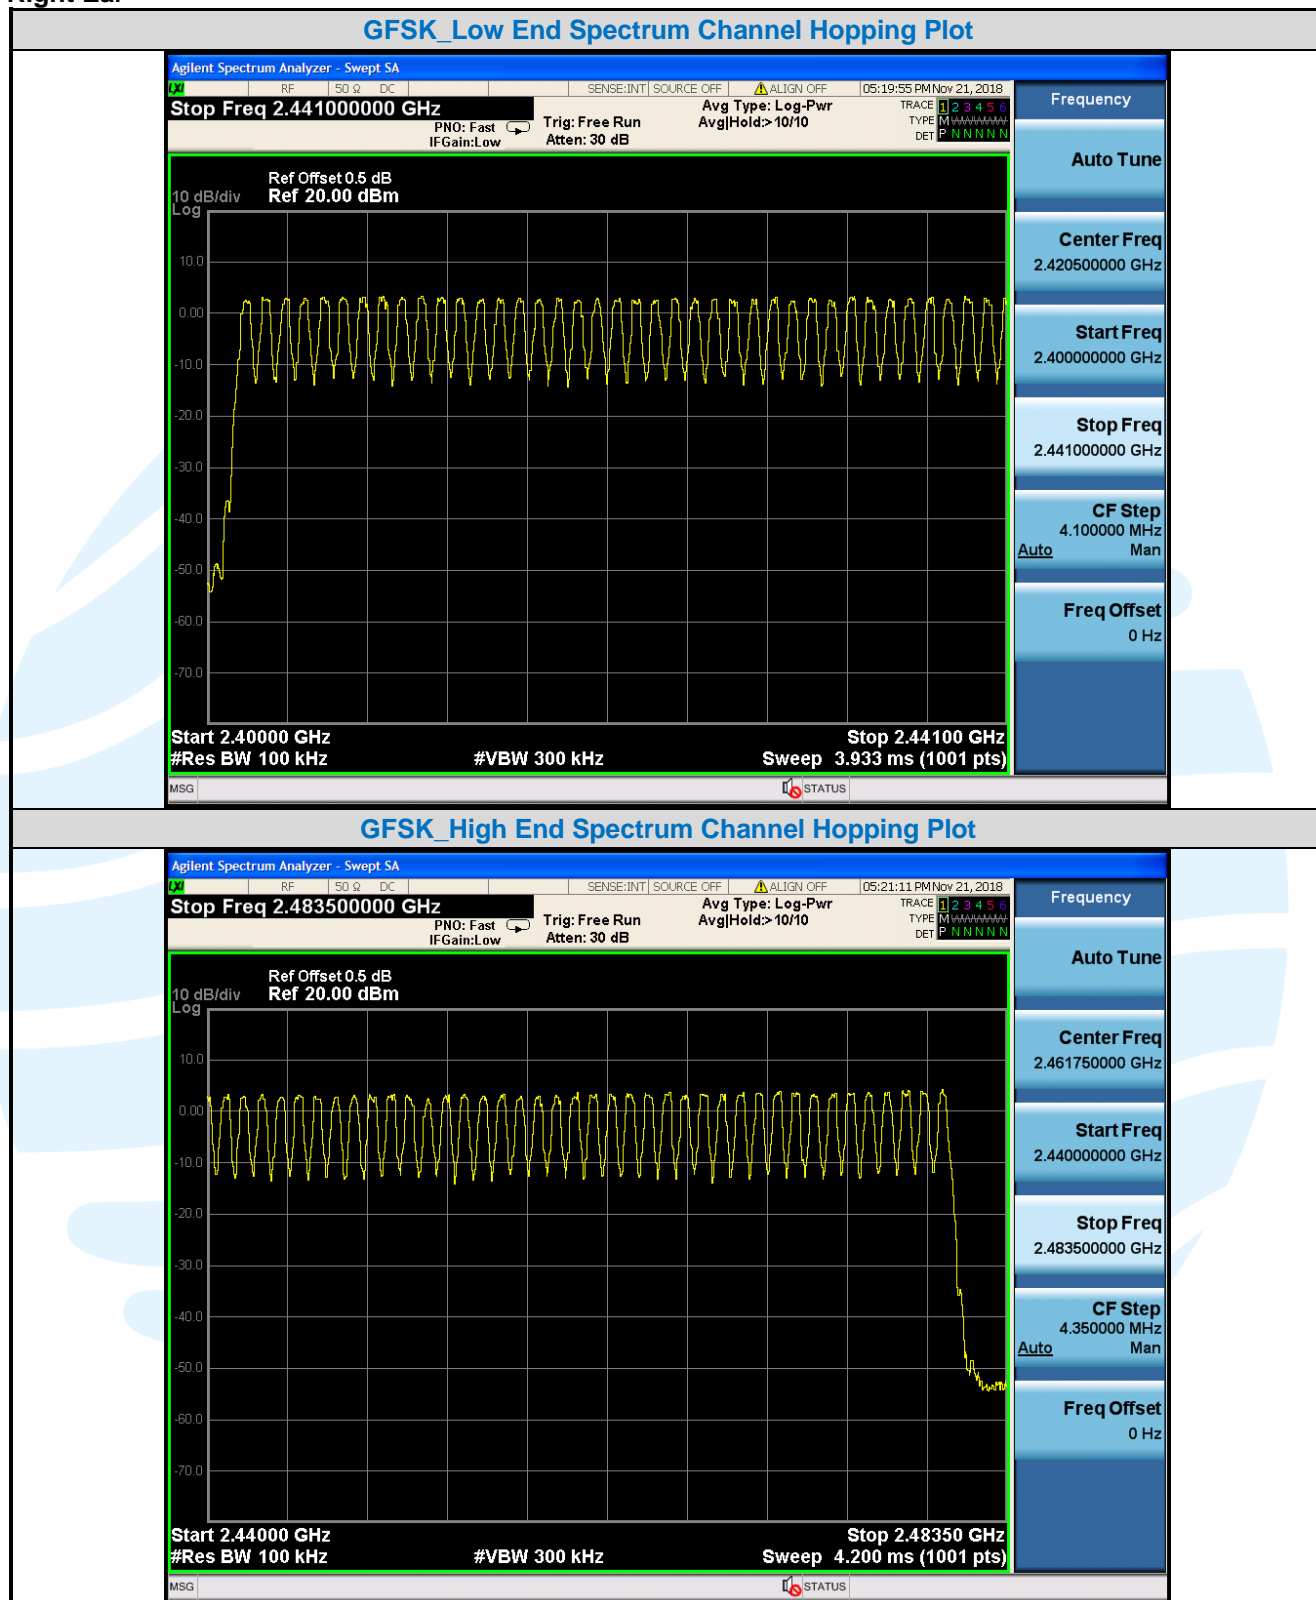 Right Ear
GFSK_Low End Spectrum Channel Hopping Plot
Agilent Spectrum Analyzer - Swept SA
LXI RF 50 Ω DC SENSE:INT SOURCE OFF ALIGN OFF 05:19:55 PM Nov 21, 2018
Stop Freq 2.441000000 GHz
PNO: Fast
IFGain:Low
Trig: Free Run
Atten: 30 dB
Avg Type: Log-Pwr
Avg|Hold:> 10/10
TRACE 1 2 3 4 5 6
TYPE M WWWWW
DET P N N N N N
Ref Offset 0.5 dB
10 dB/div Ref 20.00 dBm
Log
10.0
0.00
-10.0
-20.0
-30.0
-40.0
-50.0
-60.0
-70.0
Start 2.40000 GHz Stop 2.44100 GHz
#Res BW 100 kHz #VBW 300 kHz Sweep 3.933 ms (1001 pts)
MSG STATUS
Frequency
Auto Tune
Center Freq
2.420500000 GHz
Start Freq
2.400000000 GHz
Stop Freq
2.441000000 GHz
CF Step
4.100000 MHz
Auto Man
Freq Offset
0 Hz
GFSK_High End Spectrum Channel Hopping Plot
Agilent Spectrum Analyzer - Swept SA
LXI RF 50 Ω DC SENSE:INT SOURCE OFF ALIGN OFF 05:21:11 PM Nov 21, 2018
Stop Freq 2.483500000 GHz
PNO: Fast
IFGain:Low
Trig: Free Run
Atten: 30 dB
Avg Type: Log-Pwr
Avg|Hold:> 10/10
TRACE 1 2 3 4 5 6
TYPE M WWWWW
DET P N N N N N
Ref Offset 0.5 dB
10 dB/div Ref 20.00 dBm
Log
10.0
0.00
-10.0
-20.0
-30.0
-40.0
-50.0
-60.0
-70.0
Start 2.44000 GHz Stop 2.48350 GHz
#Res BW 100 kHz #VBW 300 kHz Sweep 4.200 ms (1001 pts)
MSG STATUS
Frequency
Auto Tune
Center Freq
2.461750000 GHz
Start Freq
2.440000000 GHz
Stop Freq
2.483500000 GHz
CF Step
4.350000 MHz
Auto Man
Freq Offset
0 Hz